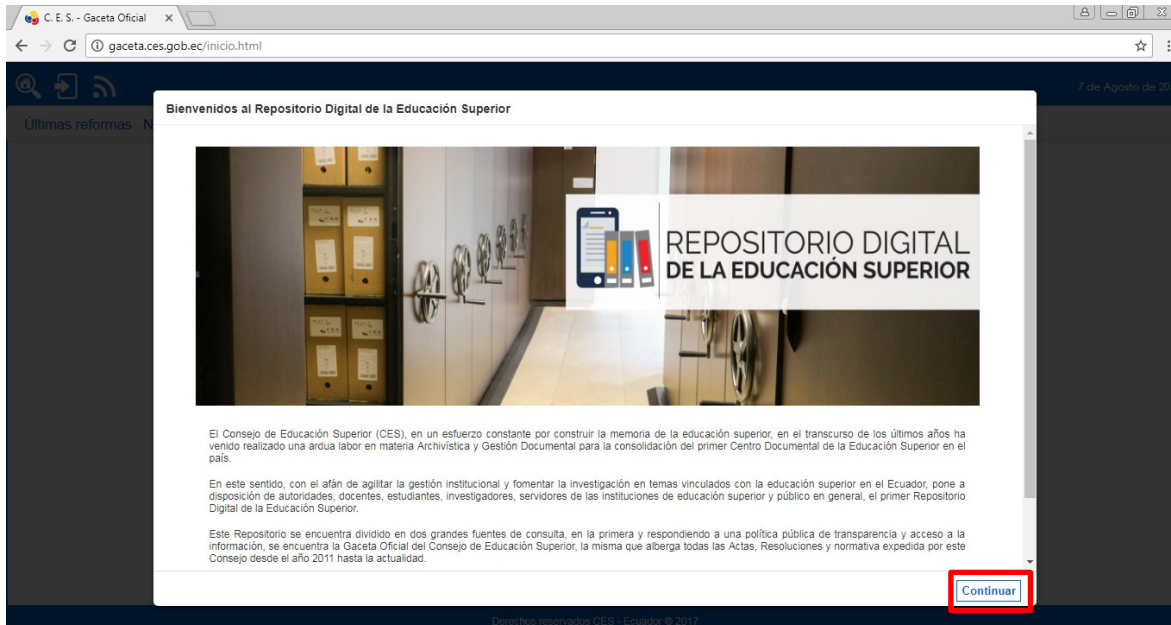 C. E. S. - Gaceta Oficial
gaceta.ces.gob.ec/inicio.html
7 de Agosto de 20
Últimas reformas N
Bienvenidos al Repositorio Digital de la Educación Superior
REPOSITORIO DIGITAL
DE LA EDUCACIÓN SUPERIOR
El Consejo de Educación Superior (CES), en un esfuerzo constante por construir la memoria de la educación superior, en el transcurso de los últimos años ha
venido realizado una ardua labor en materia Archivística y Gestión Documental para la consolidación del primer Centro Documental de la Educación Superior en el
país.
En este sentido, con el afán de agilitar la gestión institucional y fomentar la investigación en temas vinculados con la educación superior en el Ecuador, pone a
disposición de autoridades, docentes, estudiantes, investigadores, servidores de las instituciones de educación superior y público en general, el primer Repositorio
Digital de la Educación Superior.
Este Repositorio se encuentra dividido en dos grandes fuentes de consulta, en la primera y respondiendo a una política pública de transparencia y acceso a la
información, se encuentra la Gaceta Oficial del Consejo de Educación Superior, la misma que alberga todas las Actas, Resoluciones y normativa expedida por este
Consejo desde el año 2011 hasta la actualidad.
Continuar
Derechos reservados CES - Ecuador © 2017